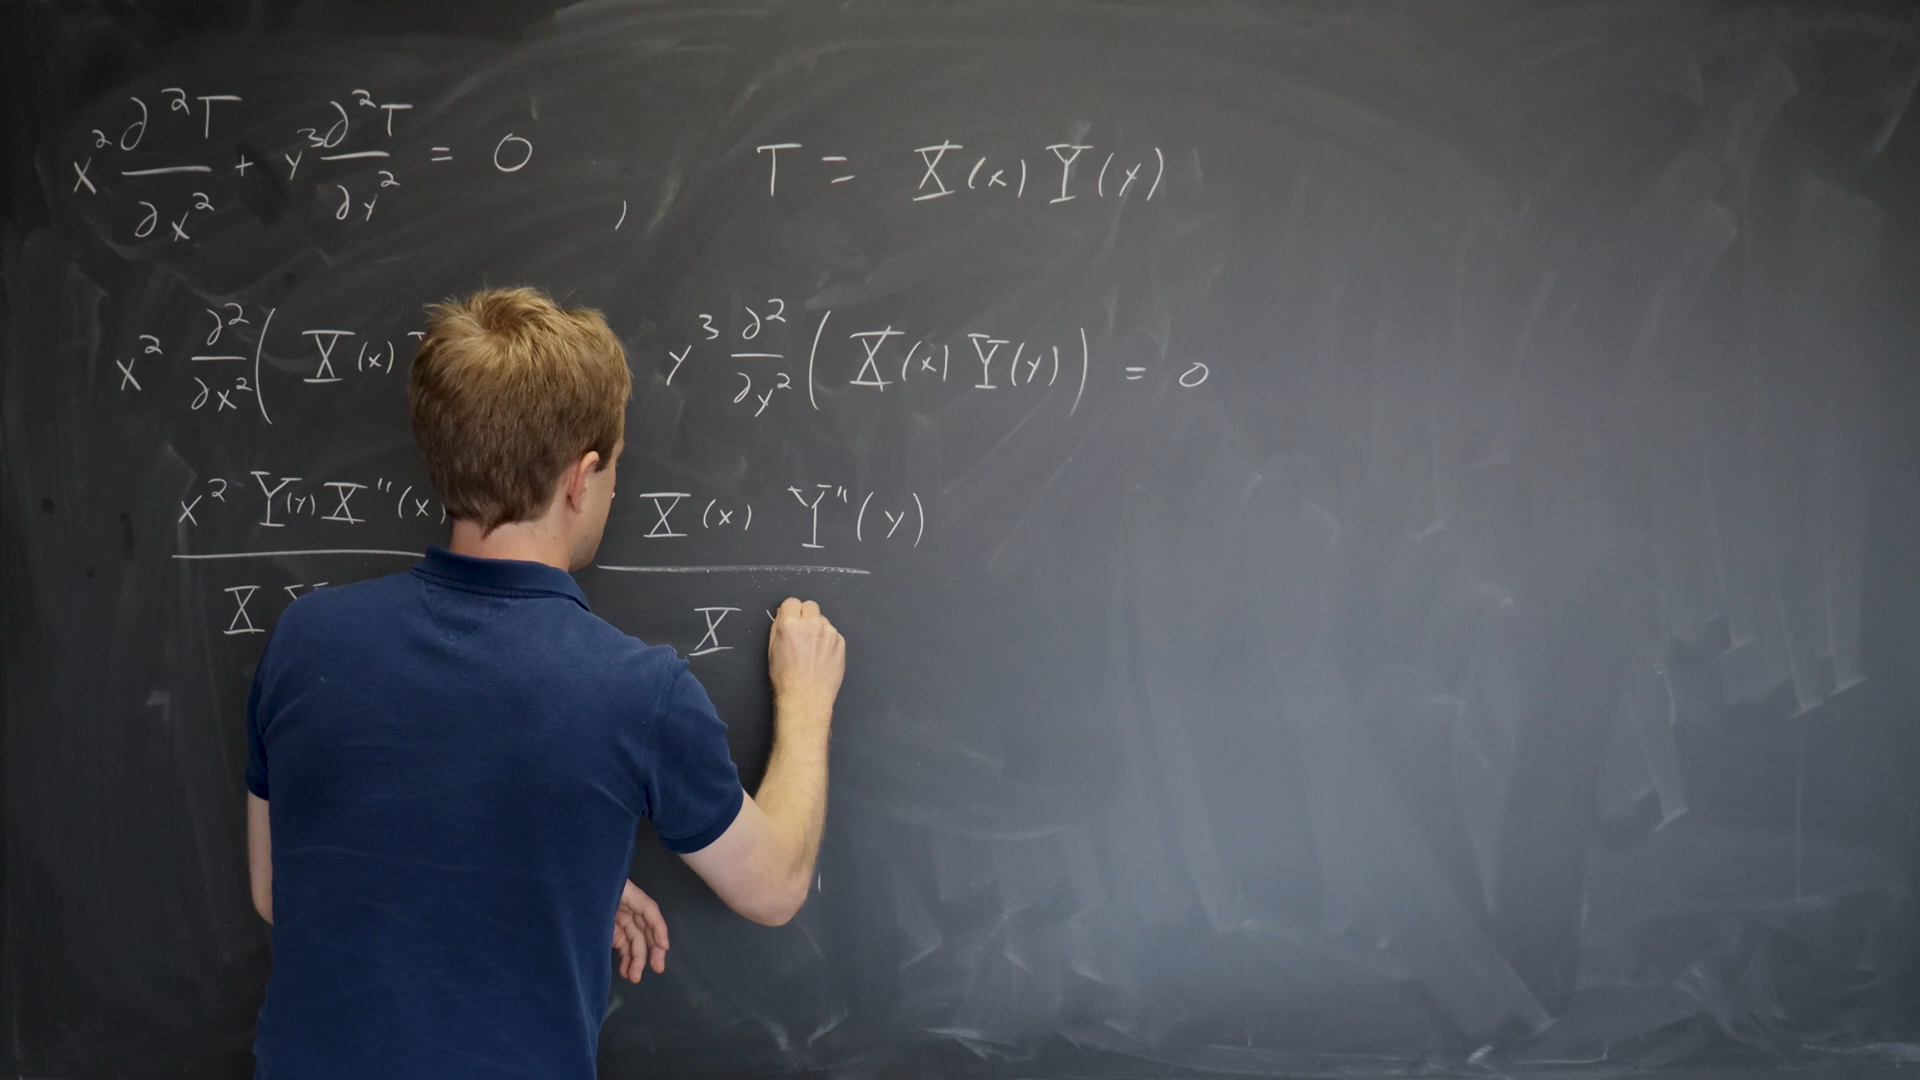 x² ∂²T/∂x² + y³ ∂²T/∂y² = 0 , T = X(x) Y(y)
x² ∂²/∂x² ( X(x) y³ ∂²/∂y² ( X(x) Y(y) ) = 0
x² Y(y) X''(x) X(x) Y''(y)
X X